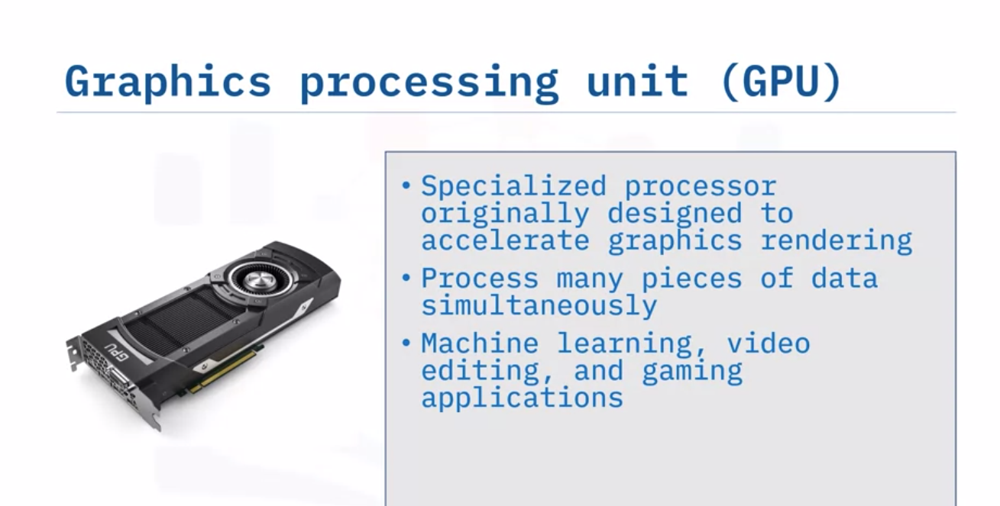 Graphics processing unit (GPU)
• Specialized processor
originally designed to
accelerate graphics rendering
• Process many pieces of data
simultaneously
• Machine learning, video
editing, and gaming
applications
GPU